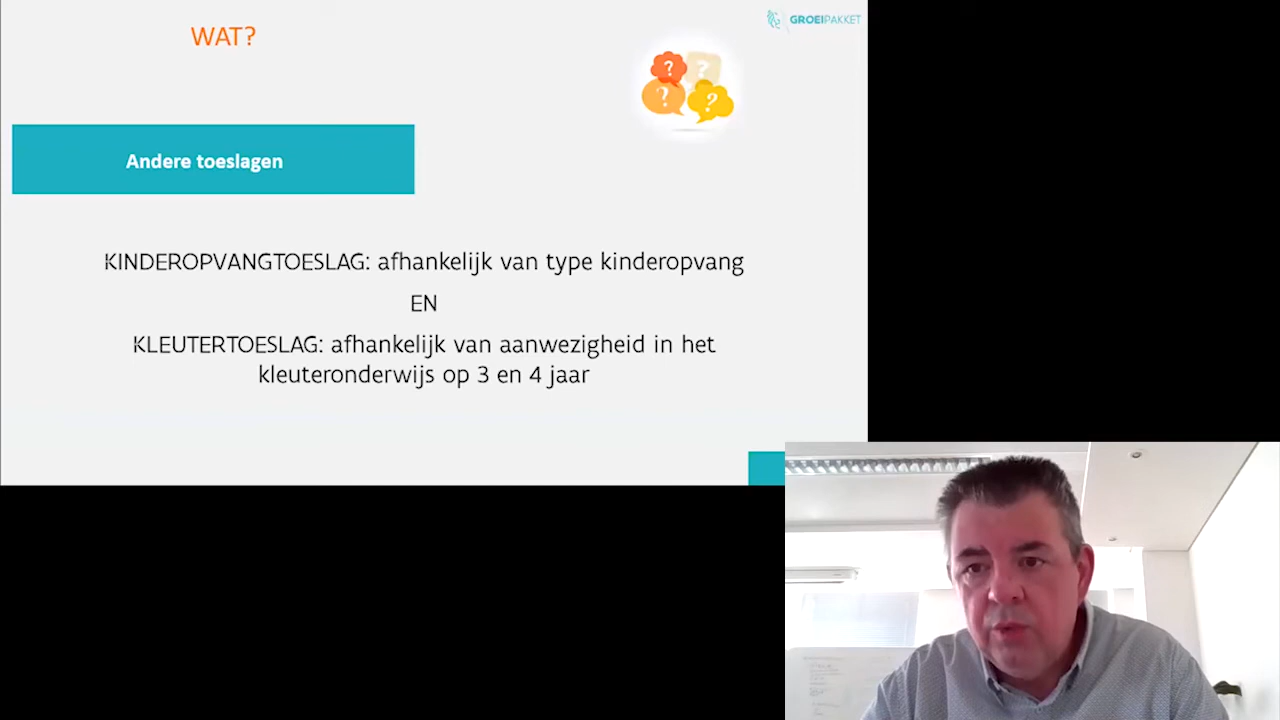 WAT?
GROEIPAKKET
? ? ? ?
Andere toeslagen
KINDEROPVANGTOESLAG: afhankelijk van type kinderopvang
EN
KLEUTERTOESLAG: afhankelijk van aanwezigheid in het
kleuteronderwijs op 3 en 4 jaar